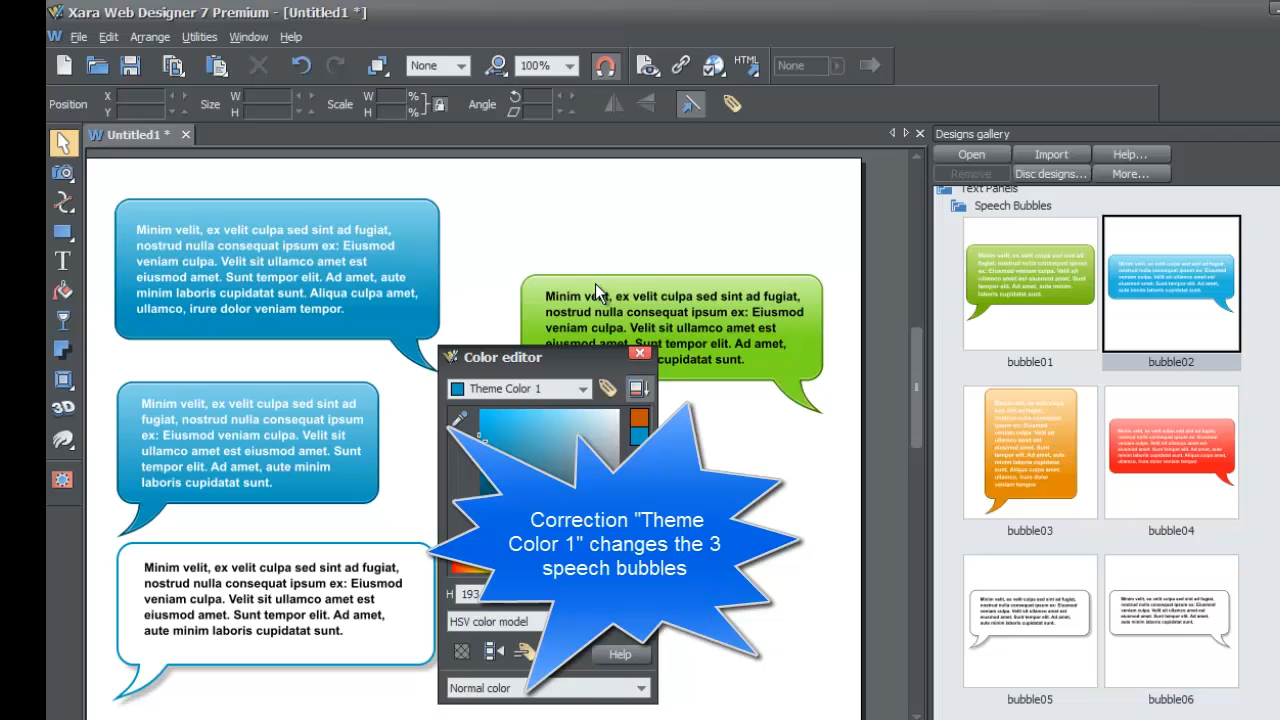 Xara Web Designer 7 Premium - [Untitled1 *]
File Edit Arrange Utilities Window Help
None 100% HTML None
Position X Y Size W H Scale W % H % Angle
Untitled1 *
Designs gallery
Open Import Help...
Remove Disc designs... More...
Text Panels
Speech Bubbles
bubble01 bubble02
bubble03 bubble04
bubble05 bubble06
Minim velit, ex velit culpa sed sint ad fugiat,
nostrud nulla consequat ipsum ex: Eiusmod
veniam culpa. Velit sit ullamco amet est
eiusmod amet. Sunt tempor elit. Ad amet, aute
minim laboris cupidatat sunt. Aliqua culpa amet,
ullamco, irure dolor veniam tempor.
Minim velit, ex velit culpa sed sint ad fugiat,
nostrud nulla consequat ipsum ex: Eiusmod
veniam culpa. Velit sit ullamco amet est
eiusmod amet. Sunt tempor elit. Ad amet,
cupidatat sunt.
Minim velit, ex velit culpa sed sint ad
fugiat, nostrud nulla consequat ipsum
ex: Eiusmod veniam culpa. Velit sit
ullamco amet est eiusmod amet. Sunt
tempor elit. Ad amet, aute minim
laboris cupidatat sunt.
Minim velit, ex velit culpa sed sint ad fugiat,
nostrud nulla consequat ipsum ex: Eiusmod
veniam culpa. Velit sit ullamco amet est
eiusmod amet. Sunt tempor elit. Ad amet,
aute minim laboris cupidatat sunt.
Color editor
Theme Color 1
H 193
HSV color model
Help
Normal color
Correction "Theme
Color 1" changes the 3
speech bubbles